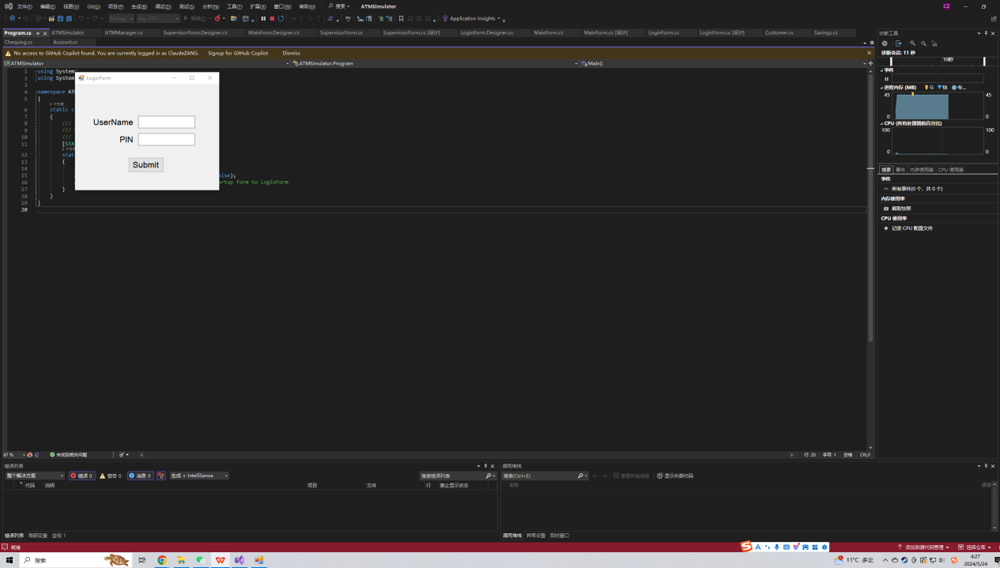 文件(F) 编辑(E) 视图(V) Git(G) 项目(P) 生成(B) 调试(D) 测试(S) 分析(N) 工具(T) 扩展(X) 窗口(W) 帮助(H) 搜索 ATMSimulator CZ
Debug Any CPU Application Insights
Program.cs ATMSimulator ATMManager.cs SupervisorForm.Designer.cs MainForm.Designer.cs SupervisorForm.cs SupervisorForm.cs [设计] LoginForm.Designer.cs MainForm.cs MainForm.cs [设计] LoginForm.cs LoginForm.cs [设计] Customer.cs Savings.cs
Chequing.cs Account.cs
No access to GitHub Copilot found. You are currently logged in as ClaudeZANG. Signup for GitHub Copilot Dismiss
ATMSimulator ATMSimulator.Program Main()
1 using System;
2 using System
3
4 namespace AT
5 {
0 个引用
6 static c
7 {
8 ///
9 ///
10 ///
11 [STA
12 stat
13 {
14
15 alse);
16 artup form to LoginForm
17 }
18 }
19 }
20
LoginForm
UserName
PIN
Submit
诊断工具
诊断会话: 11 秒
10秒
事件
进程内存 (MB) G 快 专...
45 45
0 0
CPU (所有处理器的百分比)
100 100
0 0
摘要 事件 内存使用率 CPU 使用率
事件
所有事件(0 个，共 0 个)
内存使用率
截取快照
CPU 使用率
记录 CPU 配置文件
67 % 未找到相关问题 行: 20 字符: 1 空格 CRLF
错误列表
整个解决方案 错误 0 警告 0 消息 0 生成 + IntelliSense 搜索错误列表
代码 说明 项目 文件 行 禁止显示状态
错误列表 局部变量 监视 1
调用堆栈
搜索(Ctrl+E) 查看所有线程 显示外部代码
名称 语言
调用堆栈 异常设置 即时窗口
就绪 添加到源代码管理 选择仓库
搜索
11°C 多云
4:27
2024/5/24